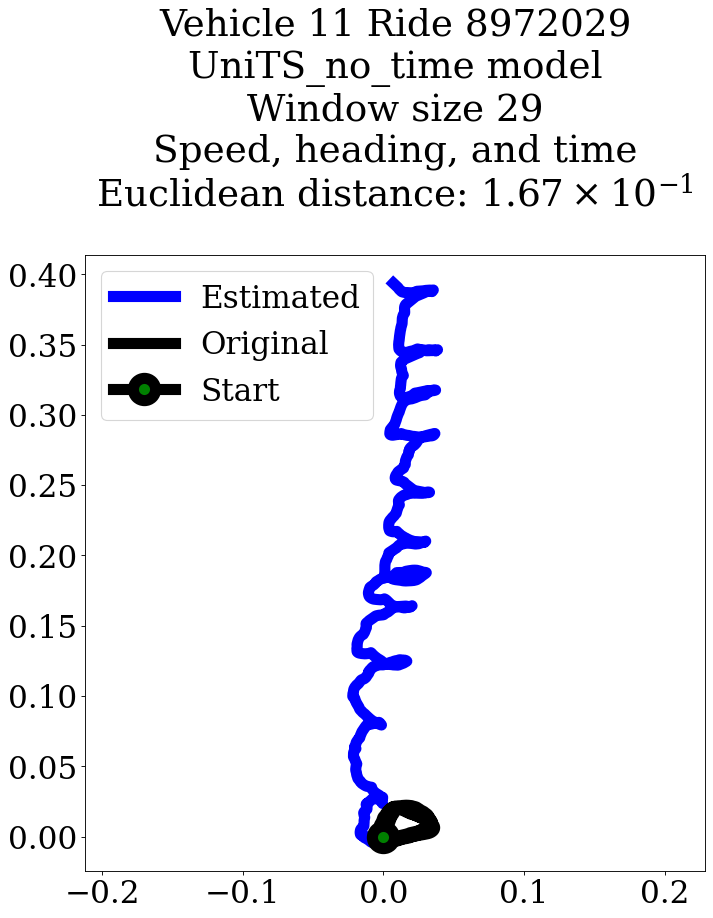 Vehicle 11 Ride 8972029
UniTS_no_time model
Window size 29
Speed, heading, and time
Euclidean distance: 1.67 × 10⁻¹
0.40
0.35
0.30
0.25
0.20
0.15
0.10
0.05
0.00
Estimated
Original
Start
−0.2
−0.1
0.0
0.1
0.2